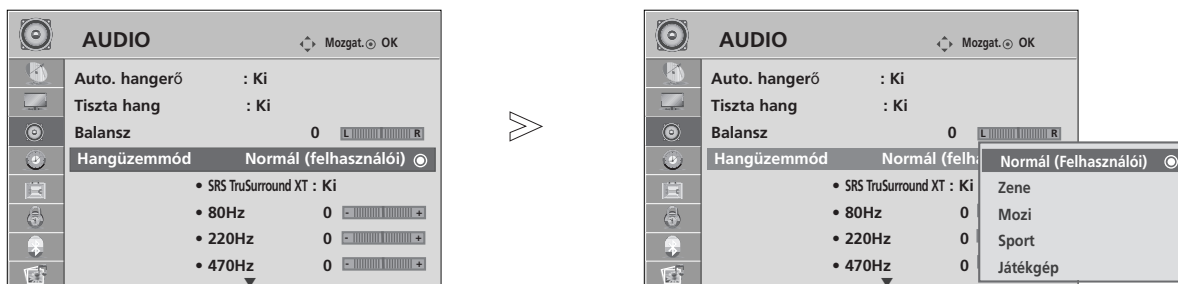 AUDIO
Mozgat. OK
Auto. hangerő : Ki
Tiszta hang : Ki
Balansz 0 L R
Hangüzemmód Normál (felhasználói)
• SRS TruSurround XT : Ki
• 80Hz 0 - +
• 220Hz 0 - +
• 470Hz 0 - +
AUDIO
Mozgat. OK
Auto. hangerő : Ki
Tiszta hang : Ki
Balansz 0 L R
Hangüzemmód Normál (felh
• SRS TruSurround XT : Ki
• 80Hz 0
• 220Hz 0
• 470Hz 0
Normál (Felhasználói)
Zene
Mozi
Sport
Játékgép